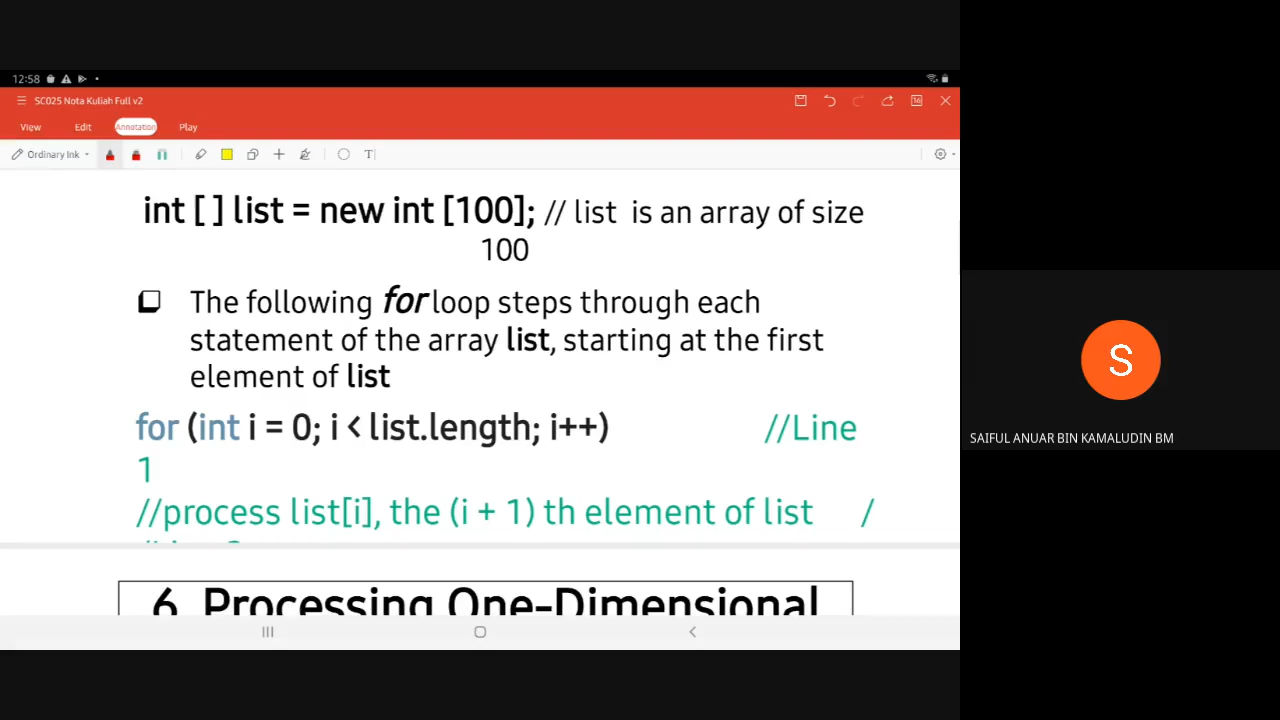 12:58
SC025 Nota Kuliah Full v2
16
View Edit Annotation Play
Ordinary Ink
T
int [ ] list = new int [100]; // list is an array of size
100
The following for loop steps through each
statement of the array list, starting at the first
element of list
for (int i = 0; i < list.length; i++) //Line
1
//process list[i], the (i + 1) th element of list /
6 Processing One-Dimensional
S
SAIFUL ANUAR BIN KAMALUDIN BM